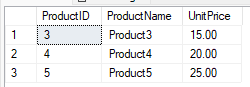 ProductID ProductName UnitPrice
1 3 Product3 15.00
2 4 Product4 20.00
3 5 Product5 25.00